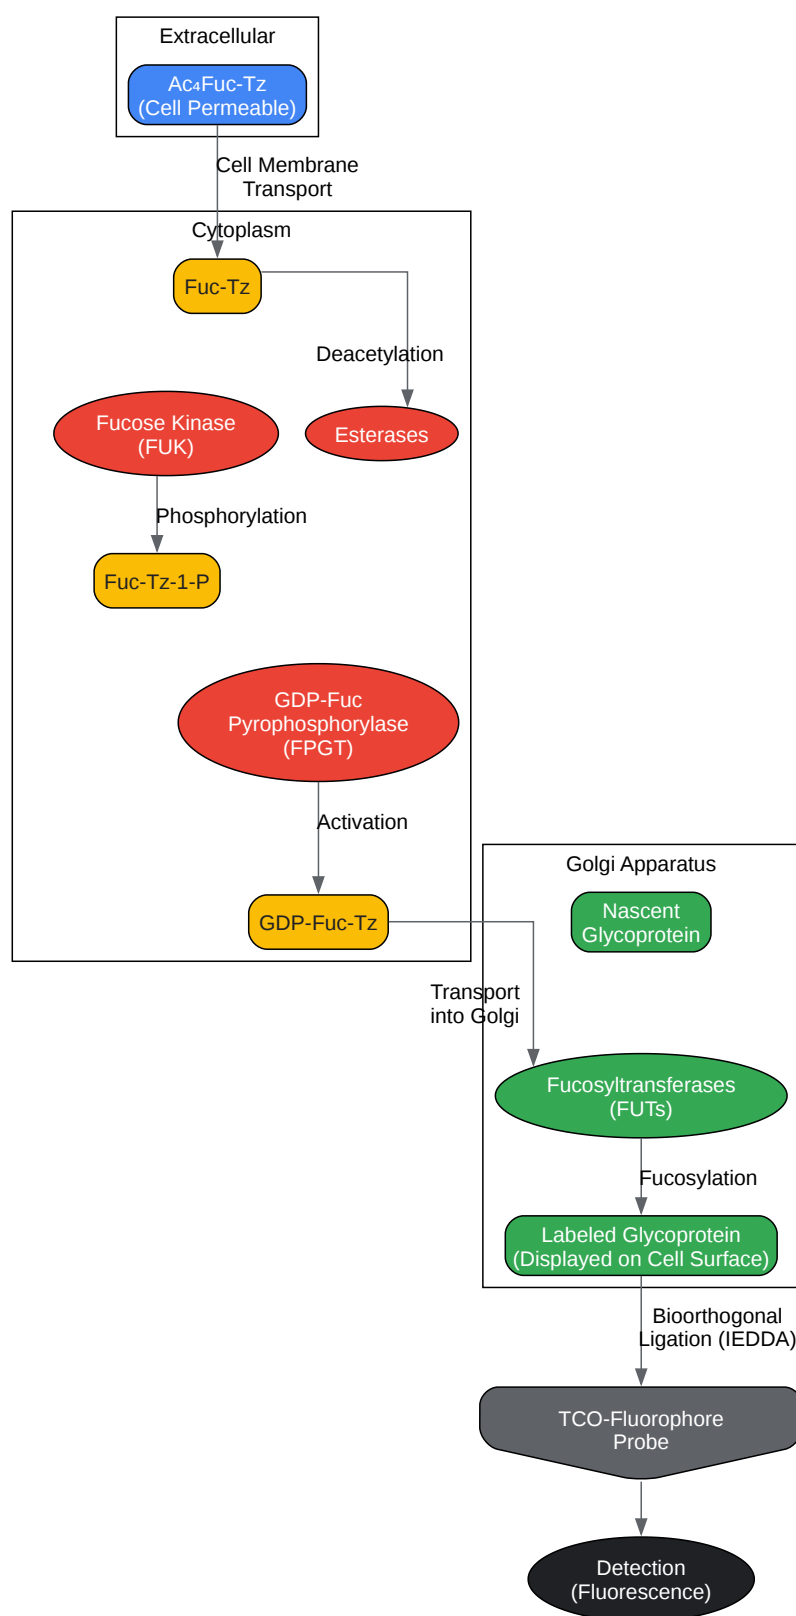 Extracellular
Ac₄Fuc-Tz
(Cell Permeable)
Cell Membrane
Transport
Cytoplasm
Fuc-Tz
Deacetylation
Fucose Kinase
(FUK)
Esterases
Phosphorylation
Fuc-Tz-1-P
GDP-Fuc
Pyrophosphorylase
(FPGT)
Activation
GDP-Fuc-Tz
Golgi Apparatus
Nascent
Glycoprotein
Transport
into Golgi
Fucosyltransferases
(FUTs)
Fucosylation
Labeled Glycoprotein
(Displayed on Cell Surface)
Bioorthogonal
Ligation (IEDDA)
TCO-Fluorophore
Probe
Detection
(Fluorescence)